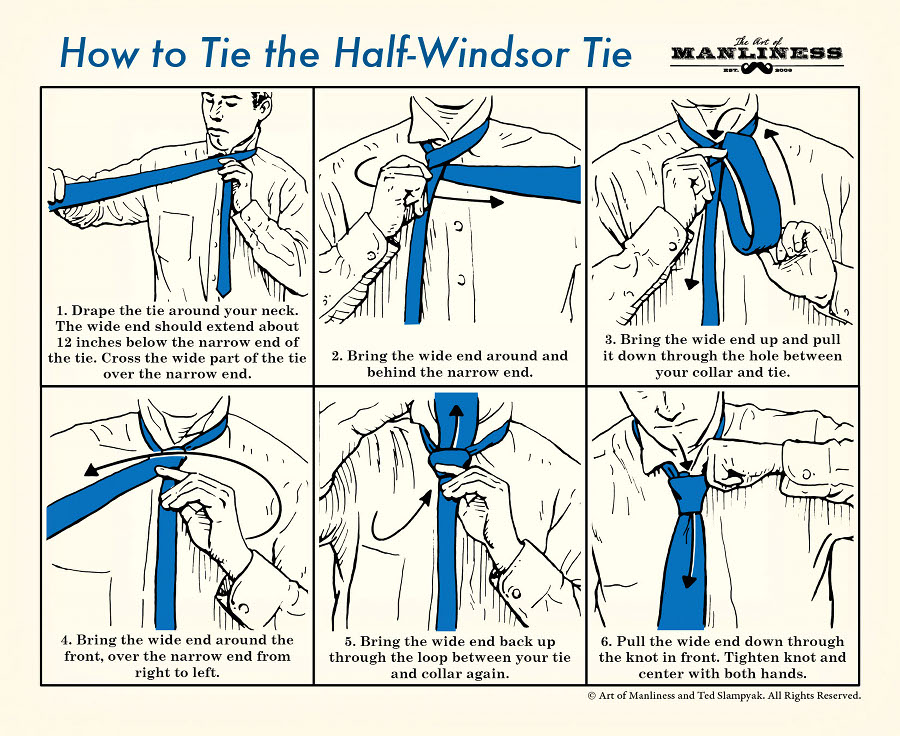 How to Tie the Half-Windsor Tie
The Art of
MANLINESS
EST. 2008
1. Drape the tie around your neck.
The wide end should extend about
12 inches below the narrow end of
the tie. Cross the wide part of the tie
over the narrow end.
2. Bring the wide end around and
behind the narrow end.
3. Bring the wide end up and pull
it down through the hole between
your collar and tie.
4. Bring the wide end around the
front, over the narrow end from
right to left.
5. Bring the wide end back up
through the loop between your tie
and collar again.
6. Pull the wide end down through
the knot in front. Tighten knot and
center with both hands.
© Art of Manliness and Ted Slampyak. All Rights Reserved.